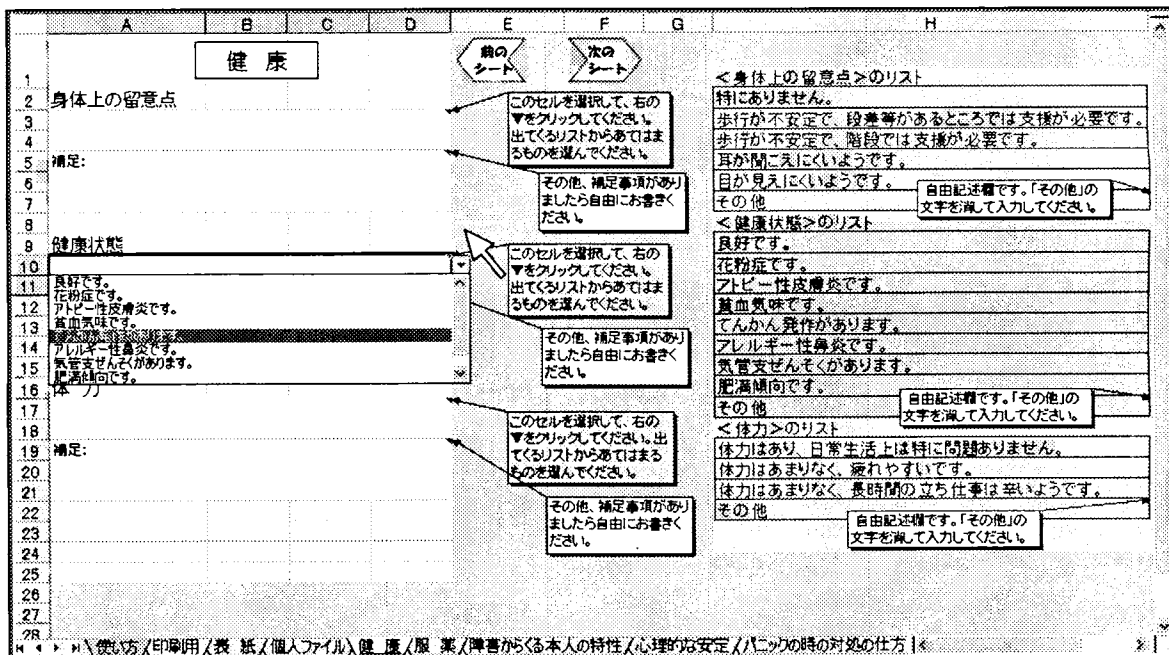 A B C D E F G H
健 康
前の
シート
次の
シート
1
2 身体上の留意点
3
4
5 補足:
6
7
8
9 健康状態
10
11
12
13
14
15
16 体 力
17
18
19 補足:
20
21
22
23
24
25
26
27
28
良好です。
花粉症です。
アトピー性皮膚炎です。
貧血気味です。
アレルギー性鼻炎です。
気管支ぜんそくがあります。
肥満傾向です。
このセルを選択して、右の
▼をクリックしてください。
出てくるリストからあてはま
るものを選んでください。
その他、補足事項があり
ましたら自由にお書きく
ださい。
このセルを選択して、右の
▼をクリックしてください。
出てくるリストからあてはま
るものを選んでください。
その他、補足事項があり
ましたら自由にお書きく
ださい。
このセルを選択して、右の
▼をクリックしてください。出
てくるリストからあてはまる
ものを選んでください。
その他、補足事項があり
ましたら自由にお書きく
ださい。
<身体上の留意点>のリスト
特にありません。
歩行が不安定で、段差等があるところでは支援が必要です。
歩行が不安定で、階段では支援が必要です。
耳が聞こえにくいようです。
目が見えにくいようです。
その他
自由記述欄です。「その他」の
文字を消して入力してください。
<健康状態>のリスト
良好です。
花粉症です。
アトピー性皮膚炎です。
貧血気味です。
てんかん発作があります。
アレルギー性鼻炎です。
気管支ぜんそくがあります。
肥満傾向です。
その他
自由記述欄です。「その他」の
文字を消して入力してください。
<体力>のリスト
体力はあり、日常生活上は特に問題ありません。
体力はあまりなく、疲れやすいです。
体力はあまりなく、長時間の立ち仕事は辛いようです。
その他
自由記述欄です。「その他」の
文字を消して入力してください。
使い方/印刷用/表 紙/個人ファイル\健 康/服 薬/障害からくる本人の特性/心理的な安定/パニックの時の対処の仕方